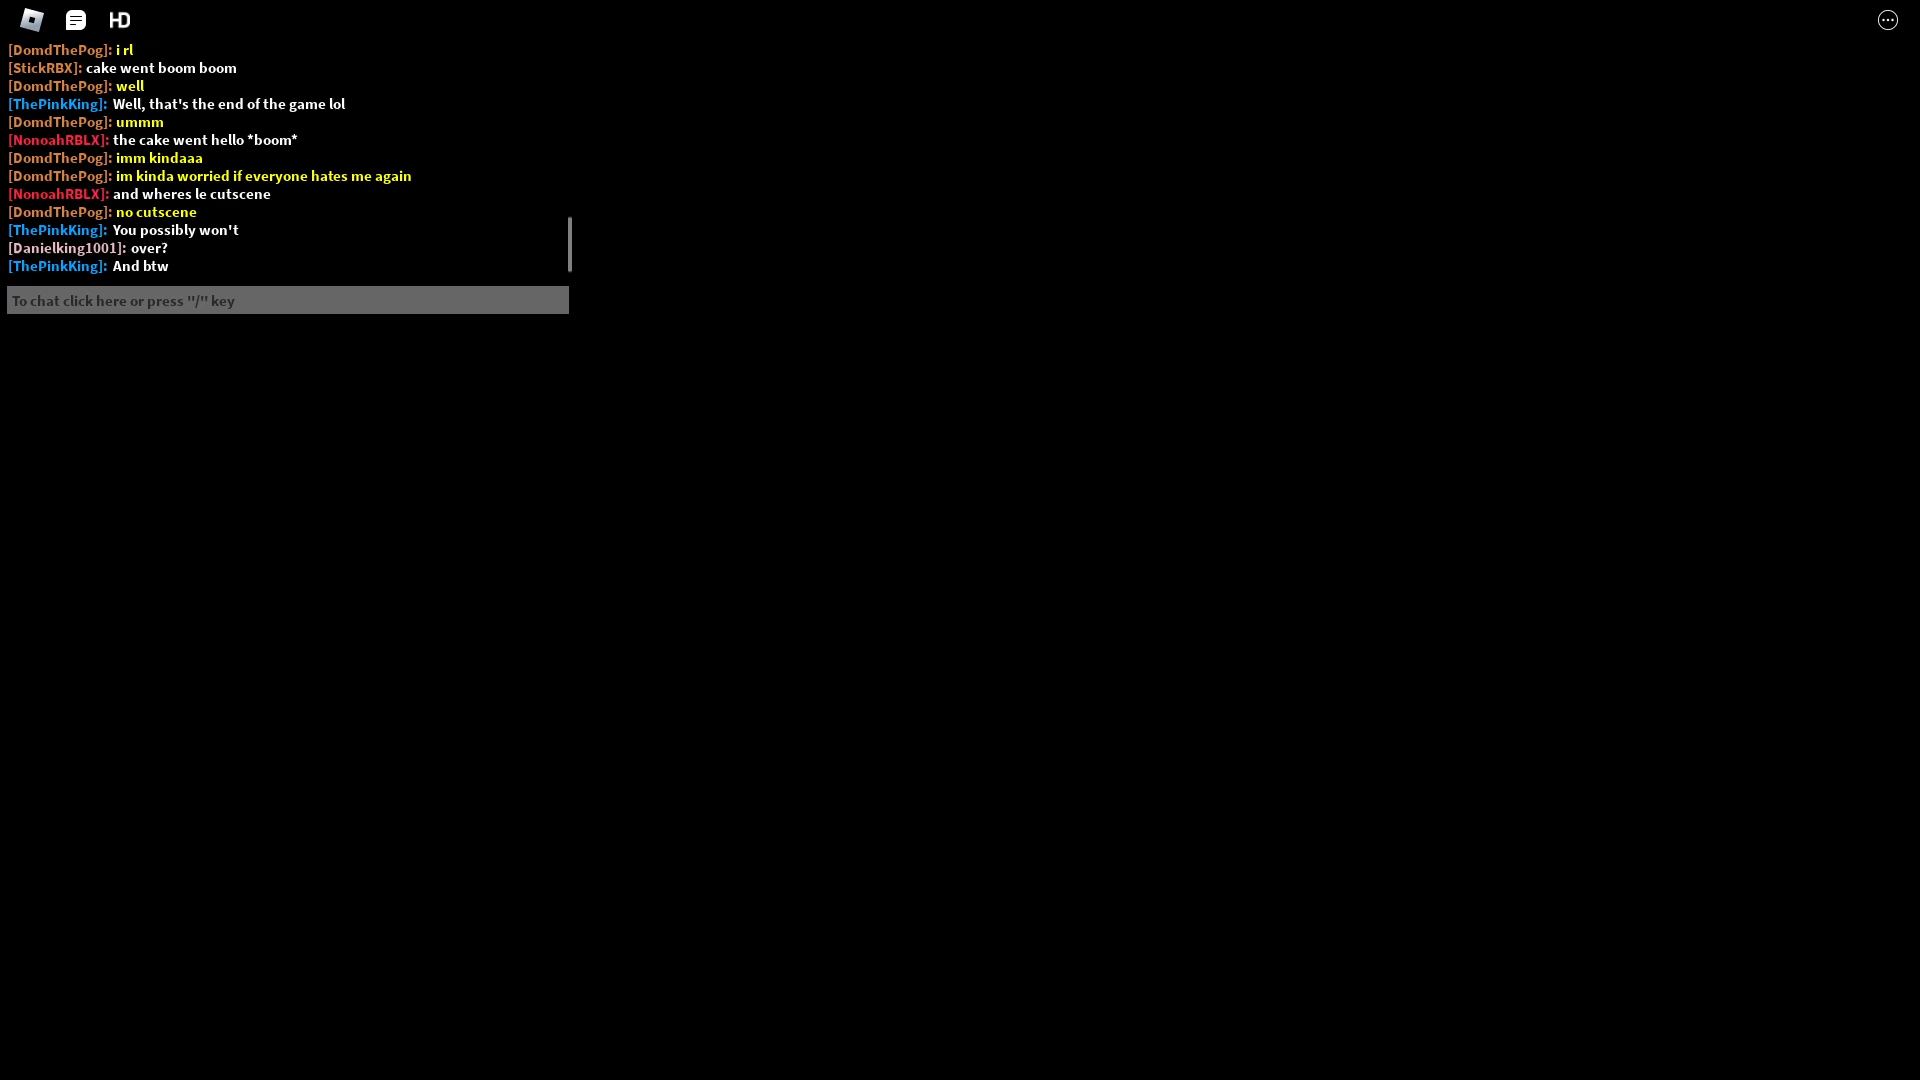 HD
[DomdThePog]: i rl
[StickRBX]: cake went boom boom
[DomdThePog]: well
[ThePinkKing]: Well, that's the end of the game lol
[DomdThePog]: ummm
[NonoahRBLX]: the cake went hello *boom*
[DomdThePog]: imm kindaaa
[DomdThePog]: im kinda worried if everyone hates me again
[NonoahRBLX]: and wheres le cutscene
[DomdThePog]: no cutscene
[ThePinkKing]: You possibly won't
[Danielking1001]: over?
[ThePinkKing]: And btw
To chat click here or press "/" key